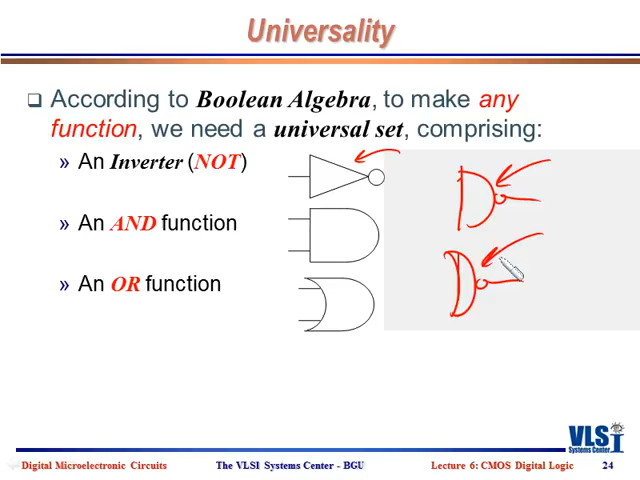 Universality
According to Boolean Algebra, to make any
function, we need a universal set, comprising:
» An Inverter (NOT)
» An AND function
» An OR function
VLSI
Systems Center
Digital Microelectronic Circuits The VLSI Systems Center - BGU Lecture 6: CMOS Digital Logic 24